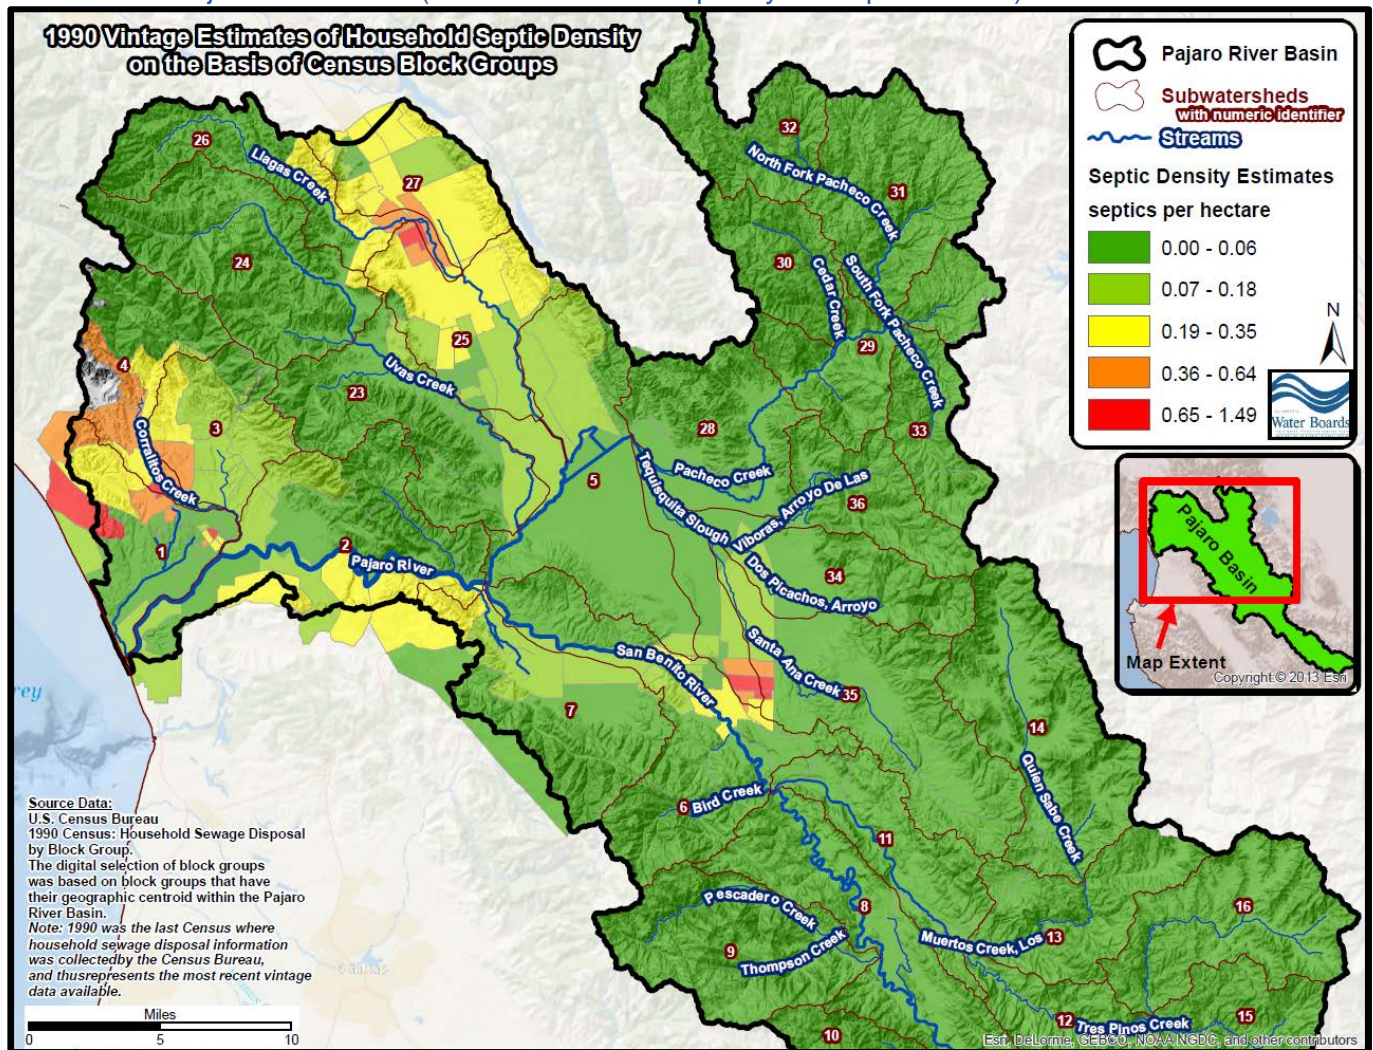 1990 Vintage Estimates of Household Septic Density
on the Basis of Census Block Groups
Pajaro River Basin
Subwatersheds
with numeric identifier
Streams
Septic Density Estimates
septics per hectare
0.00 - 0.06
0.07 - 0.18
0.19 - 0.35
0.36 - 0.64
0.65 - 1.49
N
Water Boards
Pajaro Basin
Map Extent
Copyright:© 2013 Esri
26
Llagas Creek
27
32
North Fork Pacheco Creek
31
24
30
Cedar Creek
South Fork Pacheco Creek
29
25
4
Uvas Creek
23
3
28
33
Corralitos Creek
Pacheco Creek
5
Tequisquita Slough
Viboras, Arroyo De Las
36
1
2
Pajaro River
34
Dos Picachos, Arroyo
San Benito River
Santa Ana Creek
35
7
14
Quien Sabe Creek
6
Bird Creek
11
Pescadero Creek
8
16
9
Thompson Creek
Muertos Creek, Los
13
10
12
Tres Pinos Creek
15
rey
Salinas
Source Data:
U.S. Census Bureau
1990 Census: Household Sewage Disposal
by Block Group.
The digital selection of block groups
was based on block groups that have
their geographic centroid within the Pajaro
River Basin.
Note: 1990 was the last Census where
household sewage disposal information
was collectedby the Census Bureau,
and thusrepresents the most recent vintage
data available.
Miles
0 5 10
Esri, DeLorme, GEBCO, NOAA NGDC, and other contributors